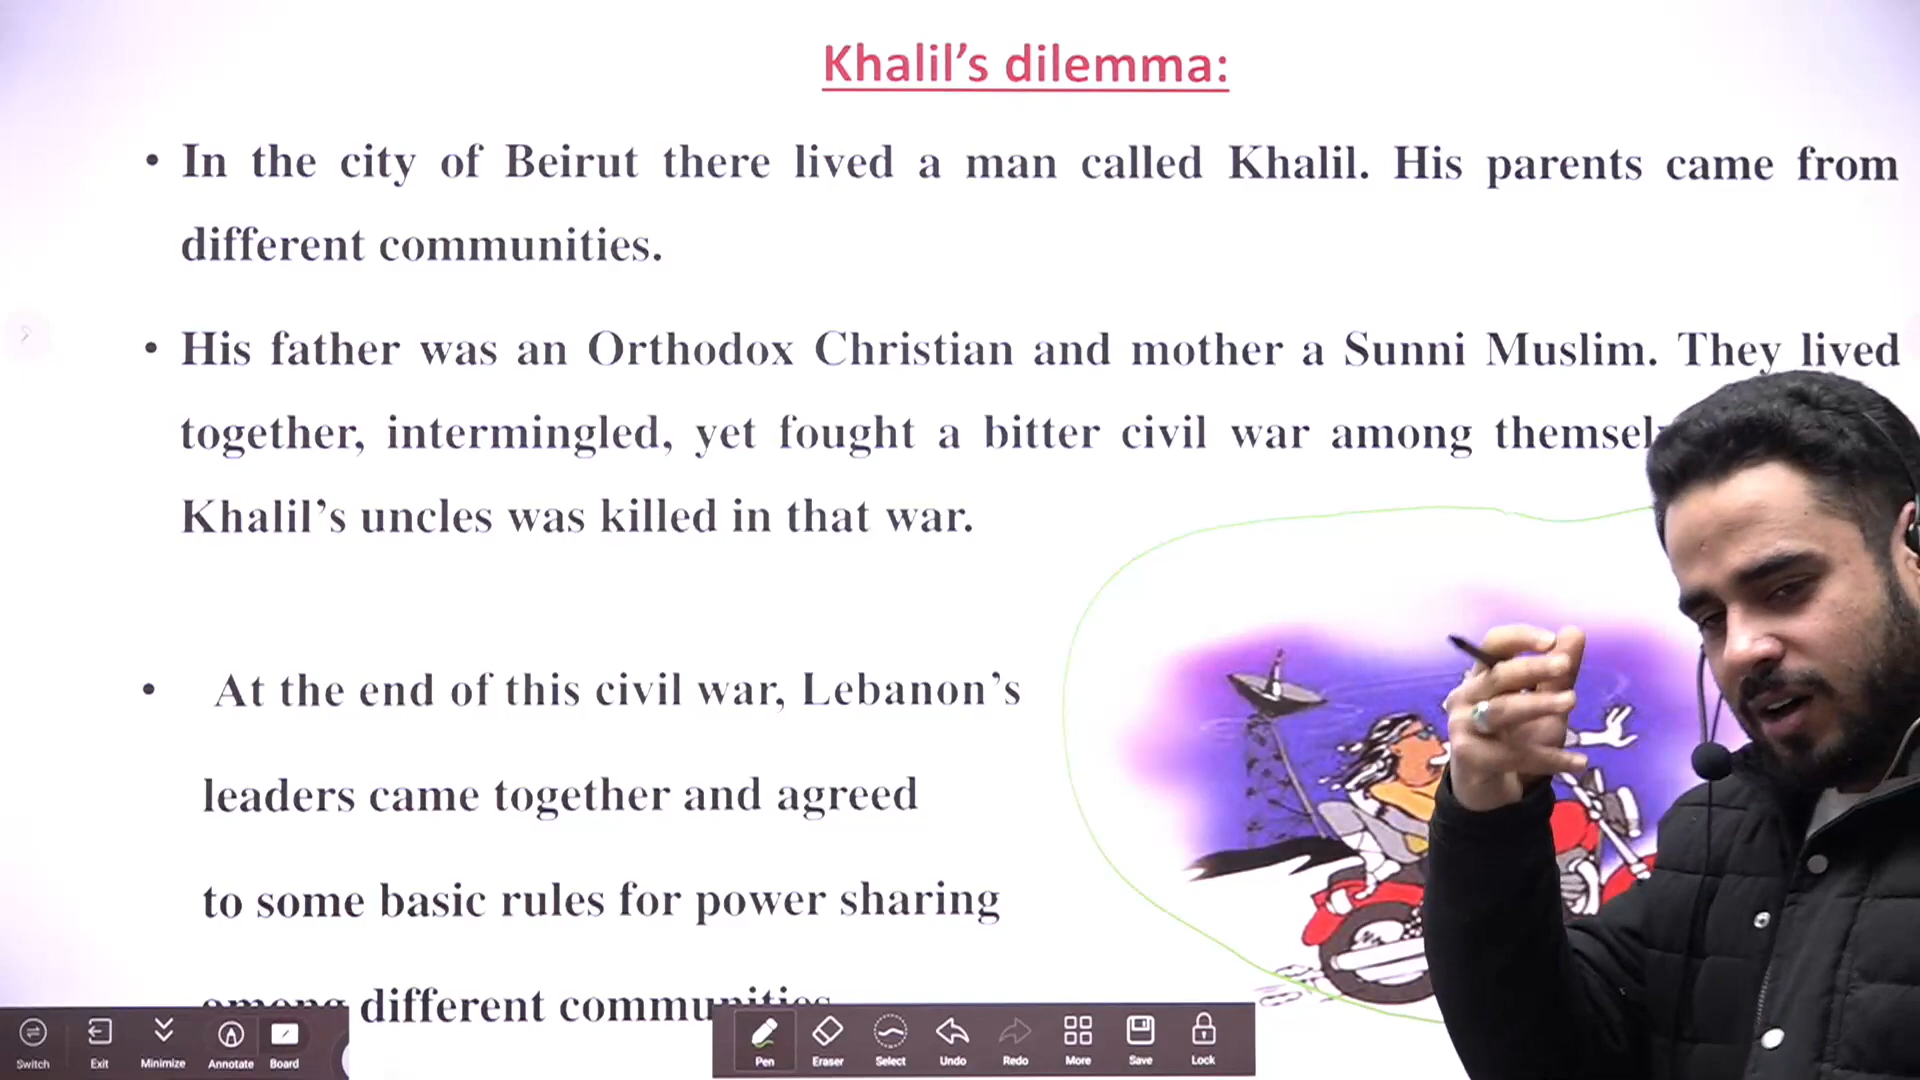 Khalil's dilemma:
• In the city of Beirut there lived a man called Khalil. His parents came from
different communities.
• His father was an Orthodox Christian and mother a Sunni Muslim. They lived
together, intermingled, yet fought a bitter civil war among
Khalil's uncles was killed in that war.
• At the end of this civil war, Lebanon's
leaders came together and agreed
to some basic rules for power sharing
among different communities
Switch Exit Minimize Annotate Board Pen Eraser Select Undo Redo More Save Lock